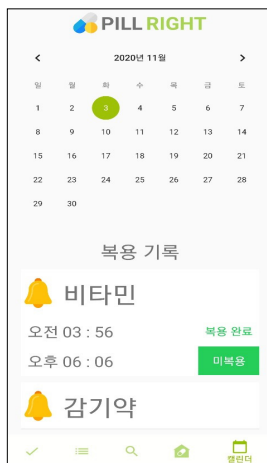 PILL RIGHT
< 2020년 11월 >
일 월 화 수 목 금 토
1 2 3 4 5 6 7
8 9 10 11 12 13 14
15 16 17 18 19 20 21
22 23 24 25 26 27 28
29 30
복용 기록
비타민
오전 03 : 56 복용 완료
오후 06 : 06 미복용
감기약
캘린더